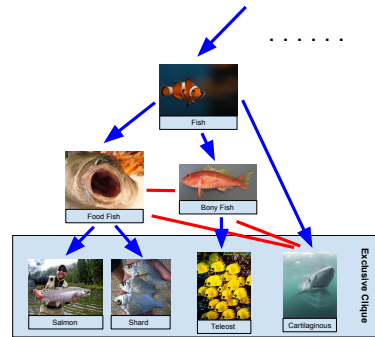 . . . . . .
Fish
Food Fish
Bony Fish
Salmon
Shard
Teleost
Cartilaginous
Exclusive Clique